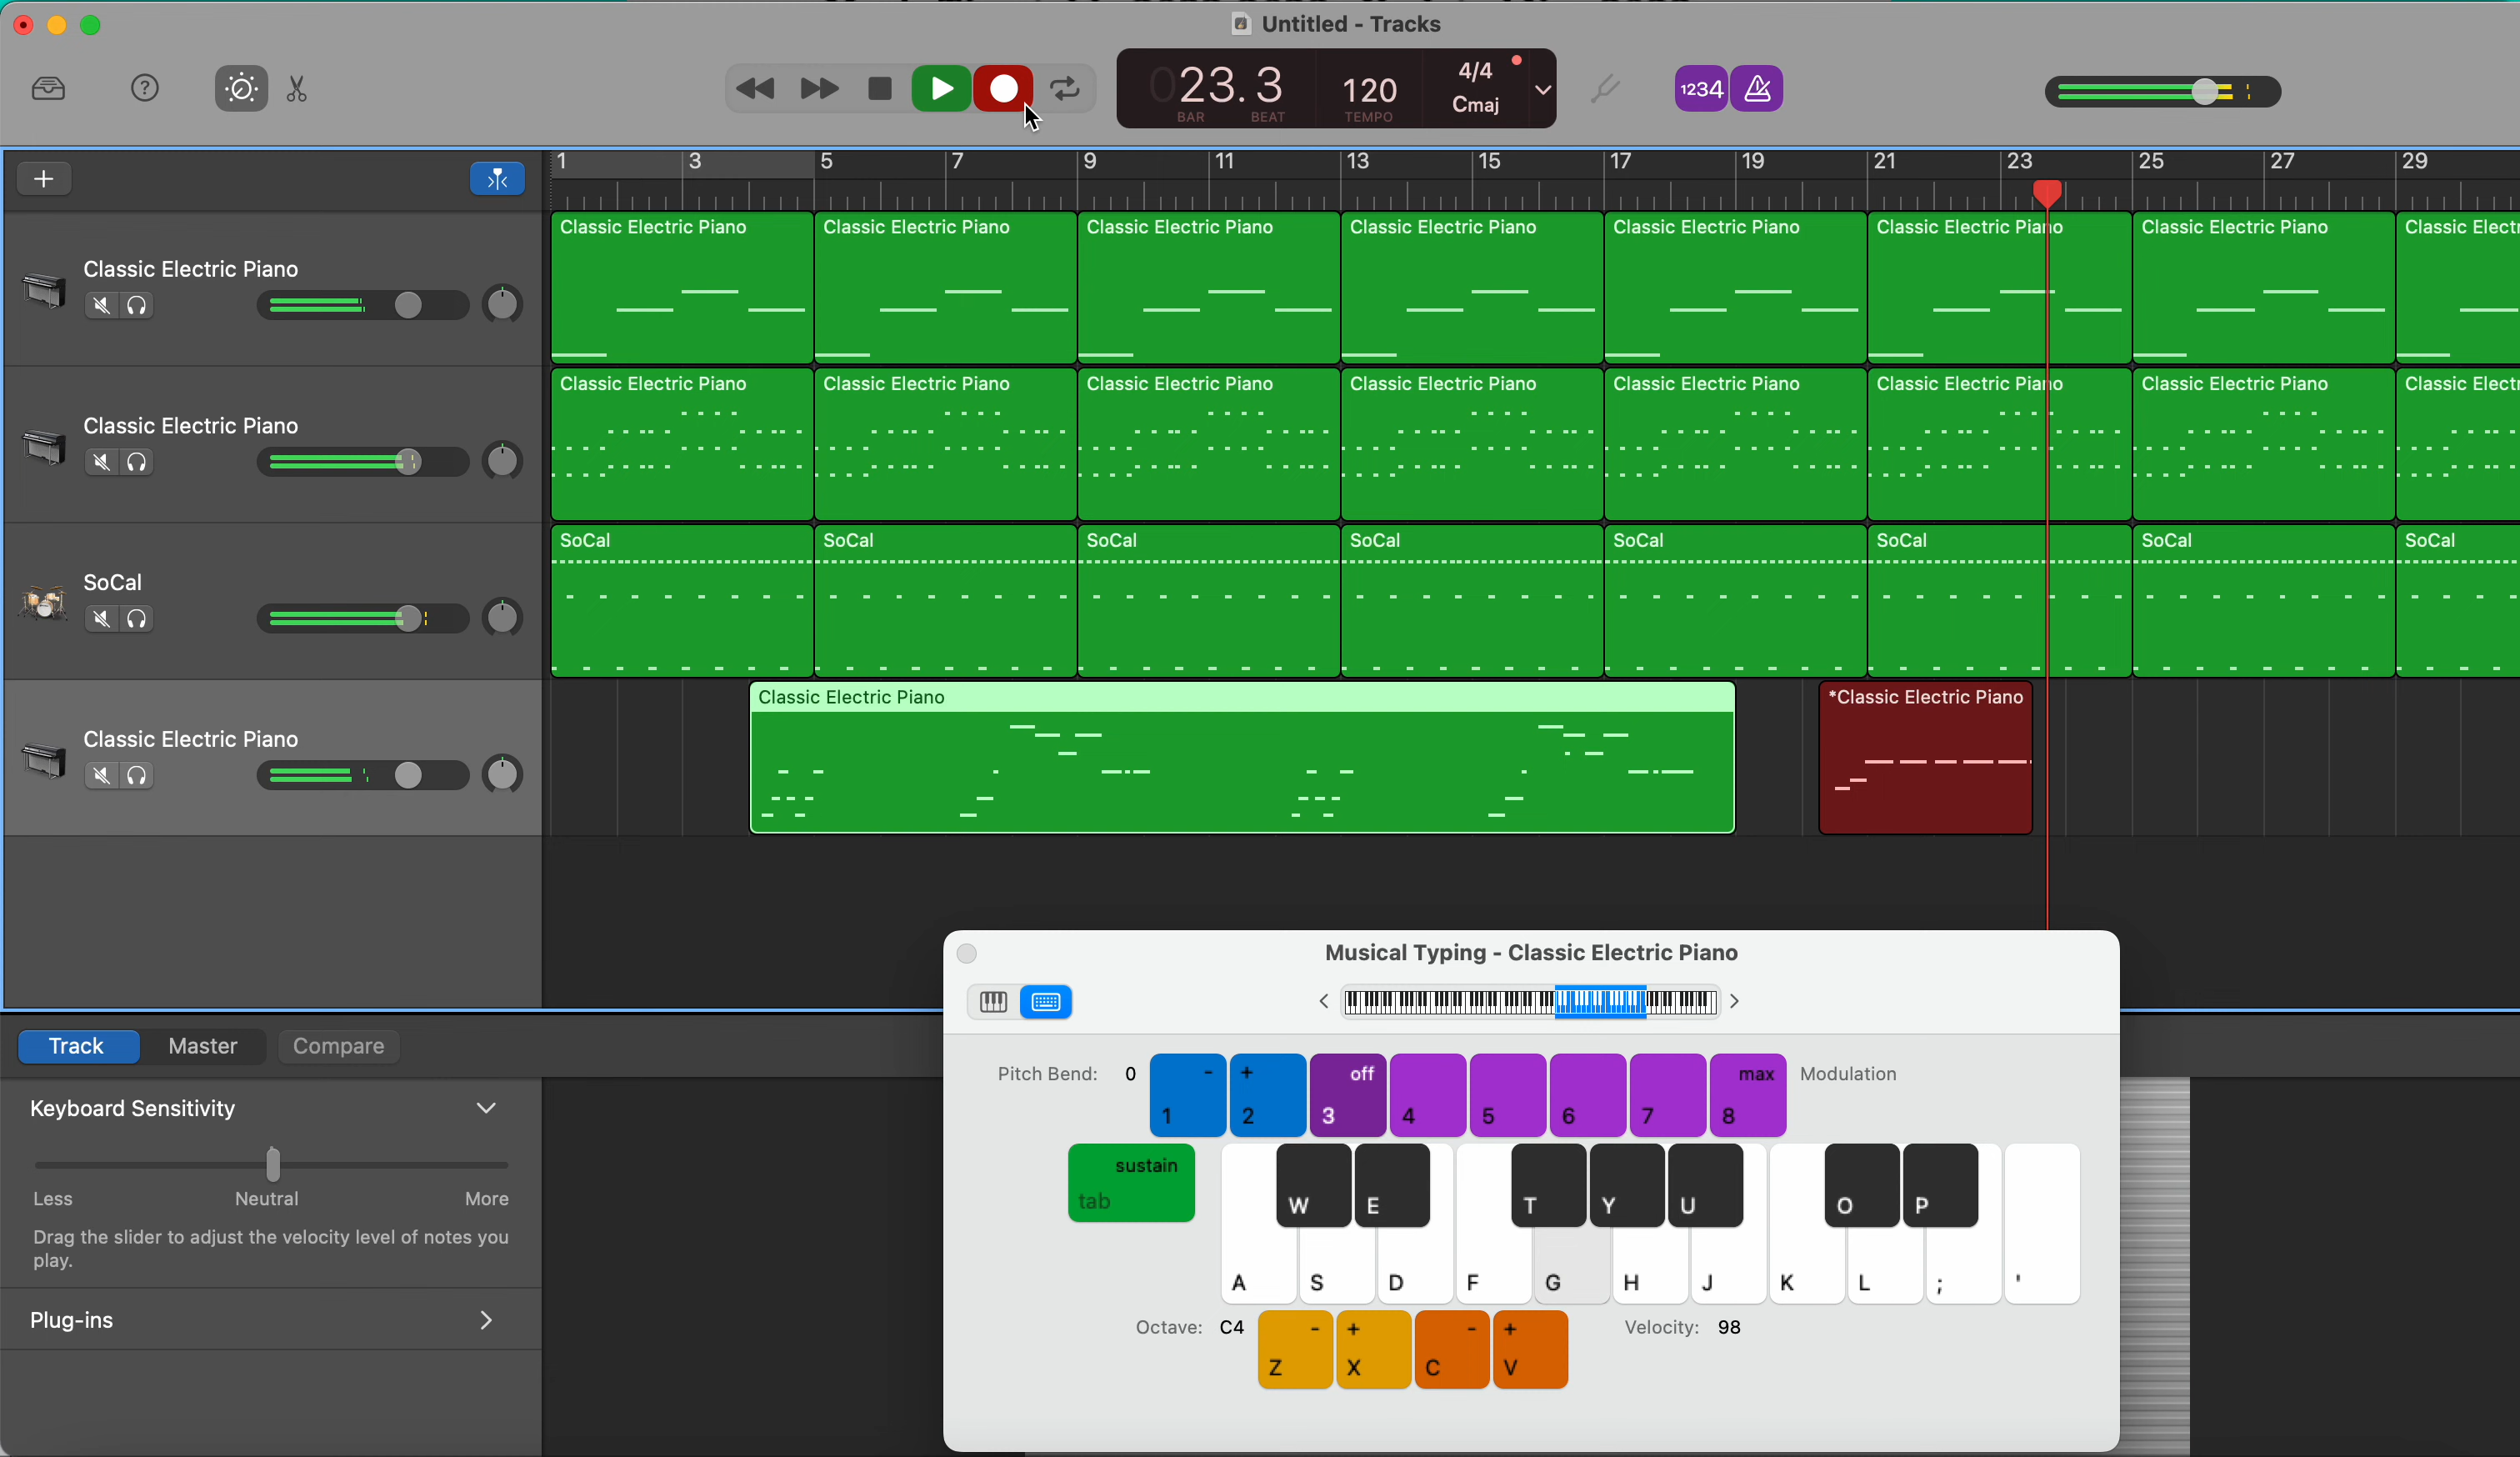 Untitled - Tracks
023.3
BAR BEAT
120
TEMPO
4/4
Cmaj
1234
1 3 5 7 9 11 13 15 17 19 21 23 25 27 29
Classic Electric Piano
Classic Electric Piano Classic Electric Piano Classic Electric Piano Classic Electric Piano Classic Electric Piano Classic Electric Piano Classic Electric Piano Classic Elect
Classic Electric Piano
Classic Electric Piano Classic Electric Piano Classic Electric Piano Classic Electric Piano Classic Electric Piano Classic Electric Piano Classic Electric Piano Classic Elect
SoCal
SoCal SoCal SoCal SoCal SoCal SoCal SoCal SoCal
Classic Electric Piano
Classic Electric Piano *Classic Electric Piano
Track Master Compare
Keyboard Sensitivity
Less Neutral More
Drag the slider to adjust the velocity level of notes you
play.
Plug-ins
Musical Typing - Classic Electric Piano
Pitch Bend: 0 - + off max Modulation
1 2 3 4 5 6 7 8
sustain
tab
W E T Y U O P
A S D F G H J K L ; '
Octave: C4 - + - + Velocity: 98
Z X C V